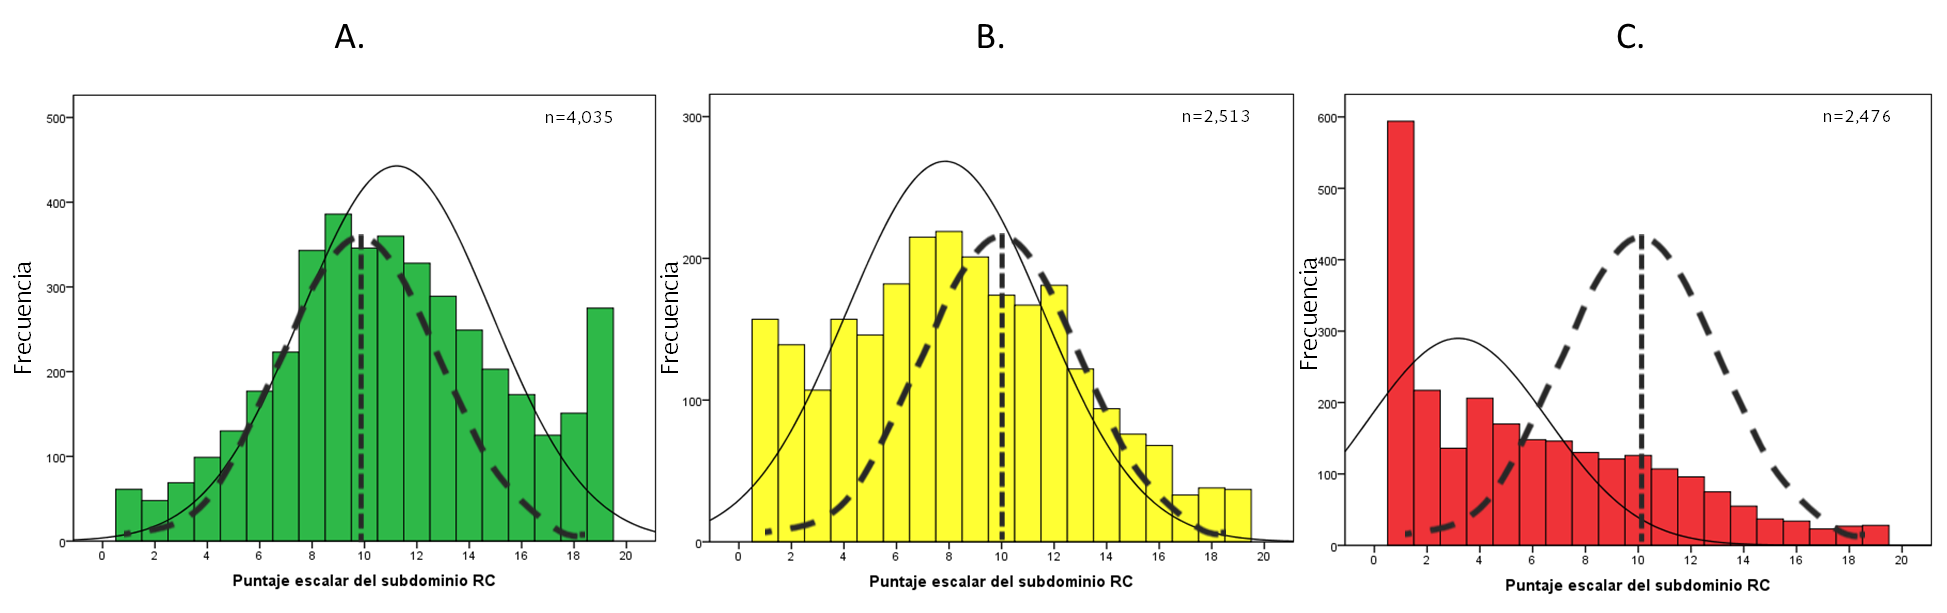 A.
B.
C.
n=4,035
500
400
300
200
100
0
Frecuencia
0 2 4 6 8 10 12 14 16 18 20
Puntaje escalar del subdominio RC
n=2,513
300
200
100
0
Frecuencia
0 2 4 6 8 10 12 14 16 18 20
Puntaje escalar del subdominio RC
n=2,476
600
500
400
300
200
100
0
Frecuencia
0 2 4 6 8 10 12 14 16 18 20
Puntaje escalar del subdominio RC